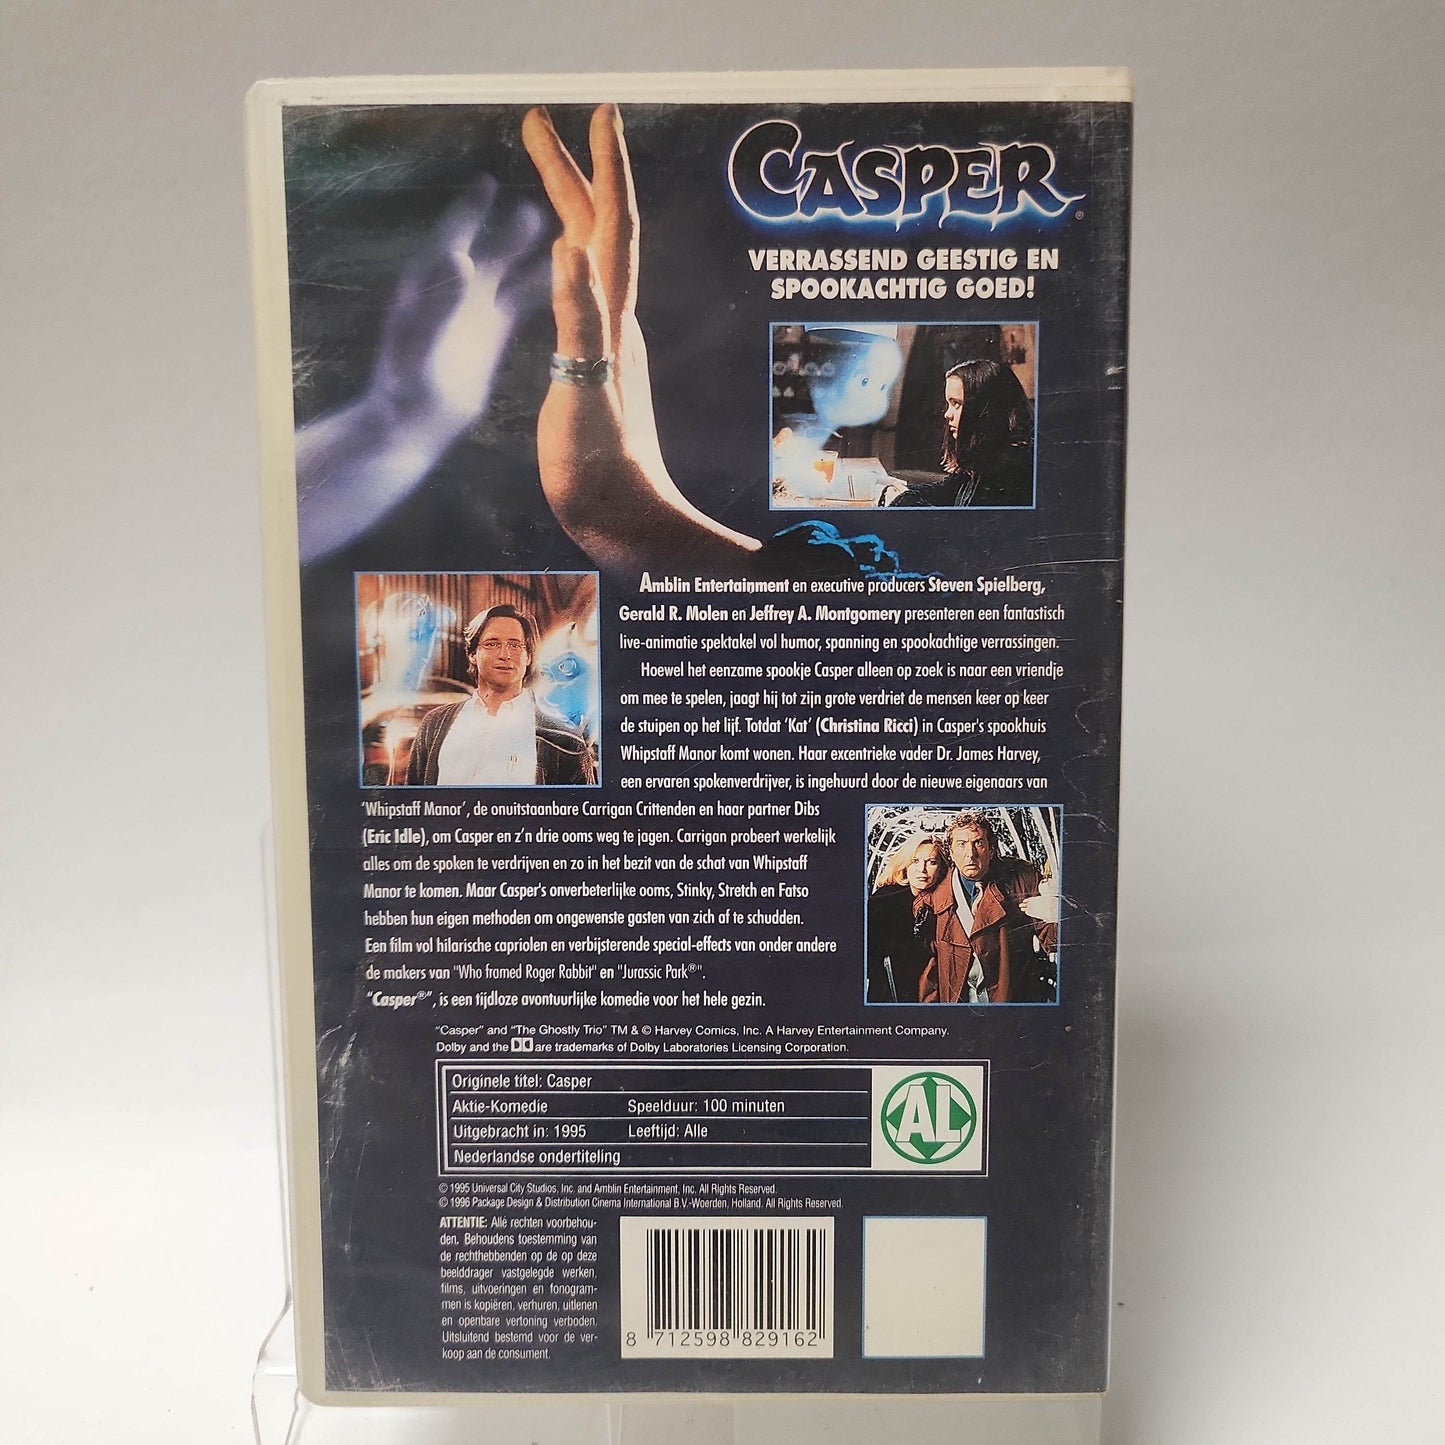 CASPER®
VERRASSEND GEESTIG EN
SPOOKACHTIG GOED!
Amblin Entertainment en executive producers Steven Spielberg,
Gerald R. Molen en Jeffrey A. Montgomery presenteren een fantastisch
live-animatie spektakel vol humor, spanning en spookachtige verrassingen.
Hoewel het eenzame spookje Casper alleen op zoek is naar een vriendje
om mee te spelen, jaagt hij tot zijn grote verdriet de mensen keer op keer
de stuipen op het lijf. Totdat 'Kat' (Christina Ricci) in Casper's spookhuis
Whipstaff Manor komt wonen. Haar excentrieke vader Dr. James Harvey,
een ervaren spokenverdrijver, is ingehuurd door de nieuwe eigenaars van
'Whipstaff Manor', de onuitstaanbare Carrigan Crittenden en haar partner Dibs
(Eric Idle), om Casper en z'n drie ooms weg te jagen. Carrigan probeert werkelijk
alles om de spoken te verdrijven en zo in het bezit van de schat van Whipstaff
Manor te komen. Maar Casper's onverbeterlijke ooms, Stinky, Stretch en Fatso
hebben hun eigen methoden om ongewenste gasten van zich af te schudden.
Een film vol hilarische capriolen en verbijsterende special-effects van onder andere
de makers van "Who framed Roger Rabbit" en "Jurassic Park®".
"Casper®", is een tijdloze avontuurlijke komedie voor het hele gezin.
"Casper" and "The Ghostly Trio" TM & © Harvey Comics, Inc. A Harvey Entertainment Company.
Dolby and the DD are trademarks of Dolby Laboratories Licensing Corporation.
Originele titel: Casper
Aktie-Komedie Speelduur: 100 minuten
Uitgebracht in: 1995 Leeftijd: Alle
Nederlandse ondertiteling
AL
© 1995 Universal City Studios, Inc. and Amblin Entertainment, Inc. All Rights Reserved.
© 1996 Package Design & Distribution Cinema International B.V.-Woerden, Holland. All Rights Reserved.
ATTENTIE: Alle rechten voorbehou-
den. Behoudens toestemming van
de rechthebbenden op de op deze
beelddrager vastgelegde werken,
films, uitvoeringen en fonogram-
men is kopiëren, verhuren, uitlenen
en openbare vertoning verboden.
Uitsluitend bestemd voor de ver-
koop aan de consument.
8 712598 829162